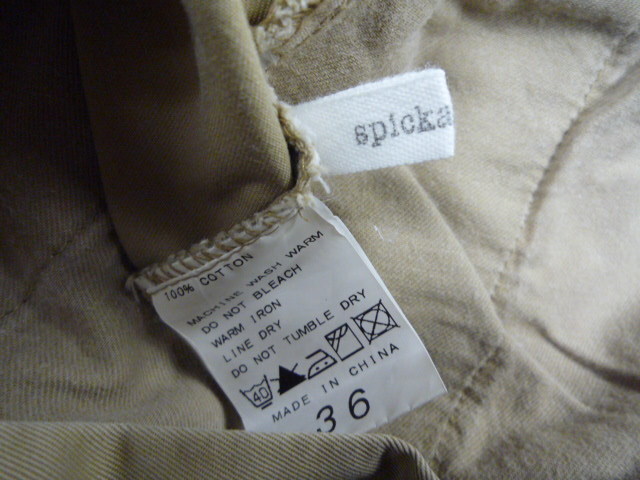 spicka
100% COTTON
MACHINE WASH WARM
DO NOT BLEACH
WARM IRON
LINE DRY
DO NOT TUMBLE DRY
40
MADE IN CHINA
36